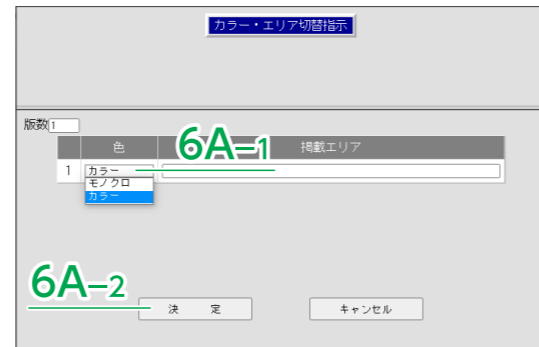 カラー・エリア切替指示
版数 1
色 掲載エリア
6A–1
1 カラー
モノクロ
カラー
6A–2
決　定 キャンセル